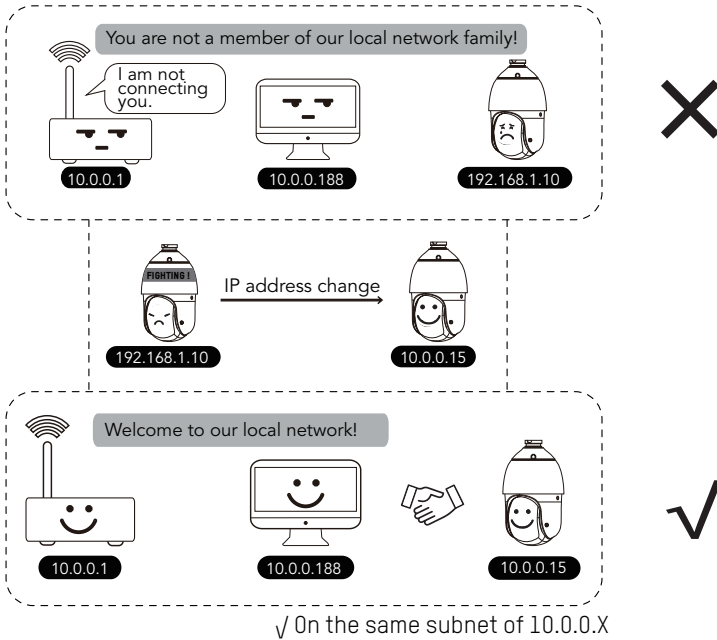 You are not a member of our local network family!
I am not
connecting
you.
10.0.0.1
10.0.0.188
192.168.1.10
FIGHTING !
IP address change
192.168.1.10
10.0.0.15
Welcome to our local network!
10.0.0.1
10.0.0.188
10.0.0.15
√ On the same subnet of 10.0.0.X